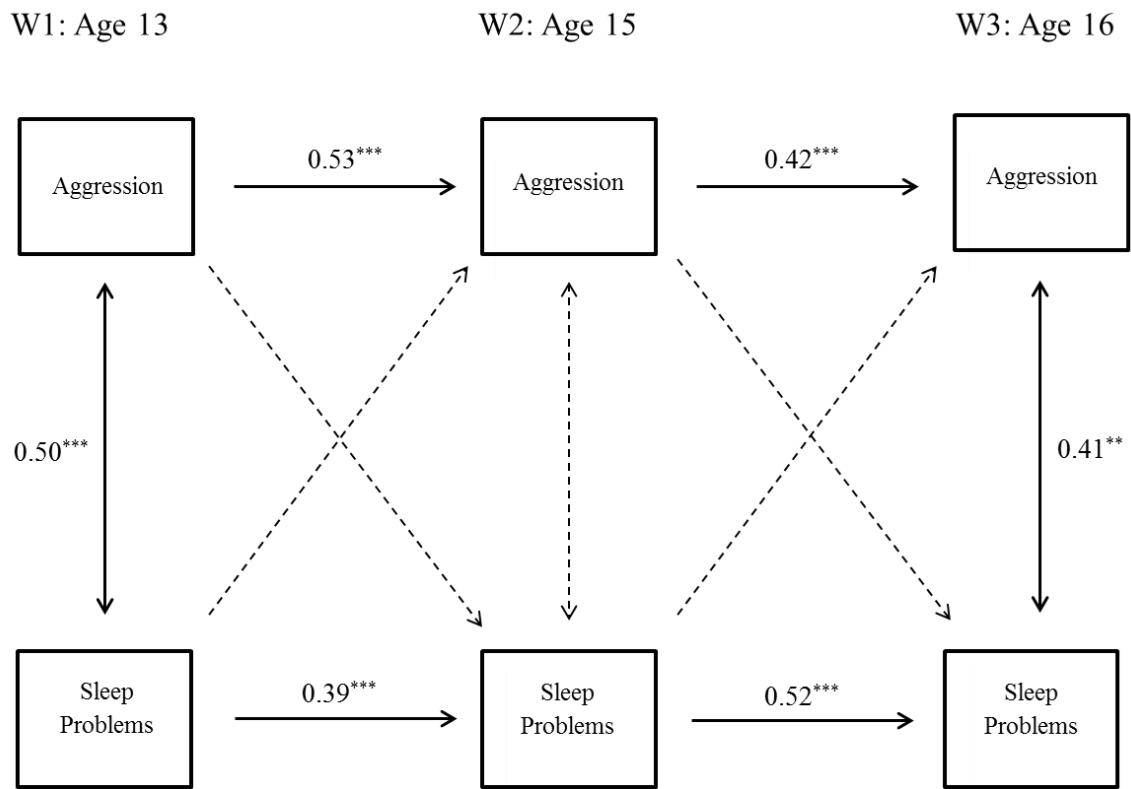 W1: Age 13
W2: Age 15
W3: Age 16
Aggression
0.53***
Aggression
0.42***
Aggression
0.50***
0.41**
Sleep
Problems
0.39***
Sleep
Problems
0.52***
Sleep
Problems